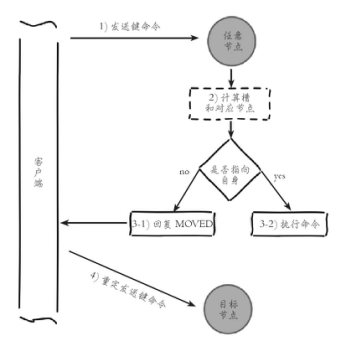 1) 发送键命令
任意
节点
2) 计算槽
和对应节点
是否指向
自身
no
yes
客户端
3-1) 回复 MOVED
3-2) 执行命令
4) 重定发送键命令
目标
节点